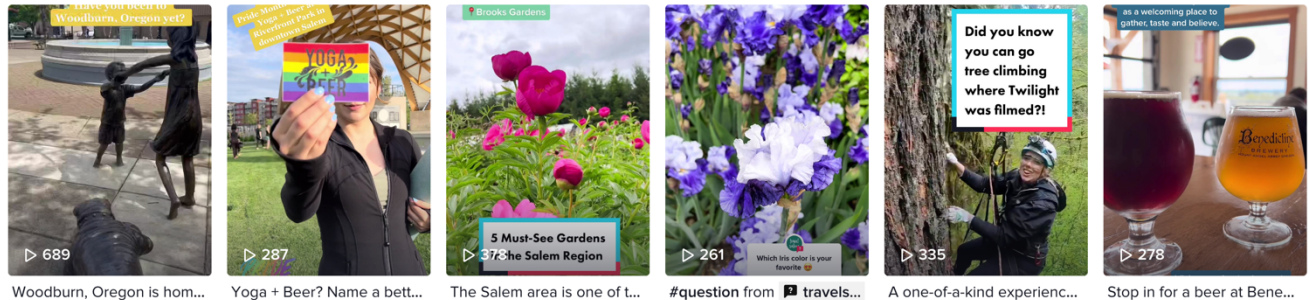 Have you been to
Woodburn, Oregon yet?
689
Woodburn, Oregon is hom...
Pride Mon
Yoga + Beer
Riverfront Park in
downtown Salem
YOGA
+
BEER
287
Yoga + Beer? Name a bett...
Brooks Gardens
5 Must-See Gardens
the Salem Region
378
The Salem area is one of t...
Which Iris color is your
favorite 😍
261
#question from travels...
Did you know
you can go
tree climbing
where Twilight
was filmed?!
335
A one-of-a-kind experienc...
as a welcoming place to
gather, taste and believe.
Benedictine
BREWERY
278
Stop in for a beer at Bene...